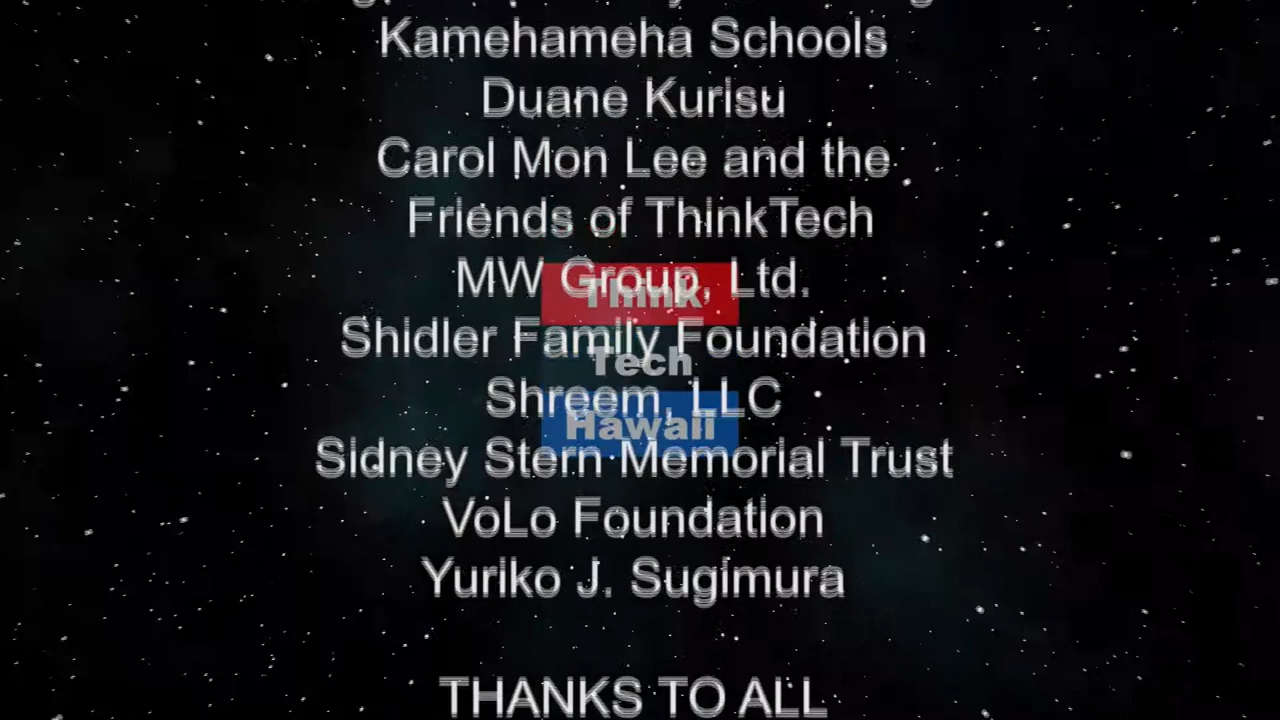 Kamehameha Schools
Duane Kurisu
Carol Mon Lee and the
Friends of ThinkTech
MW Group, Ltd.
Think
Shidler Family Foundation
Tech
Shreem, LLC
Hawaii
Sidney Stern Memorial Trust
VoLo Foundation
Yuriko J. Sugimura
THANKS TO ALL